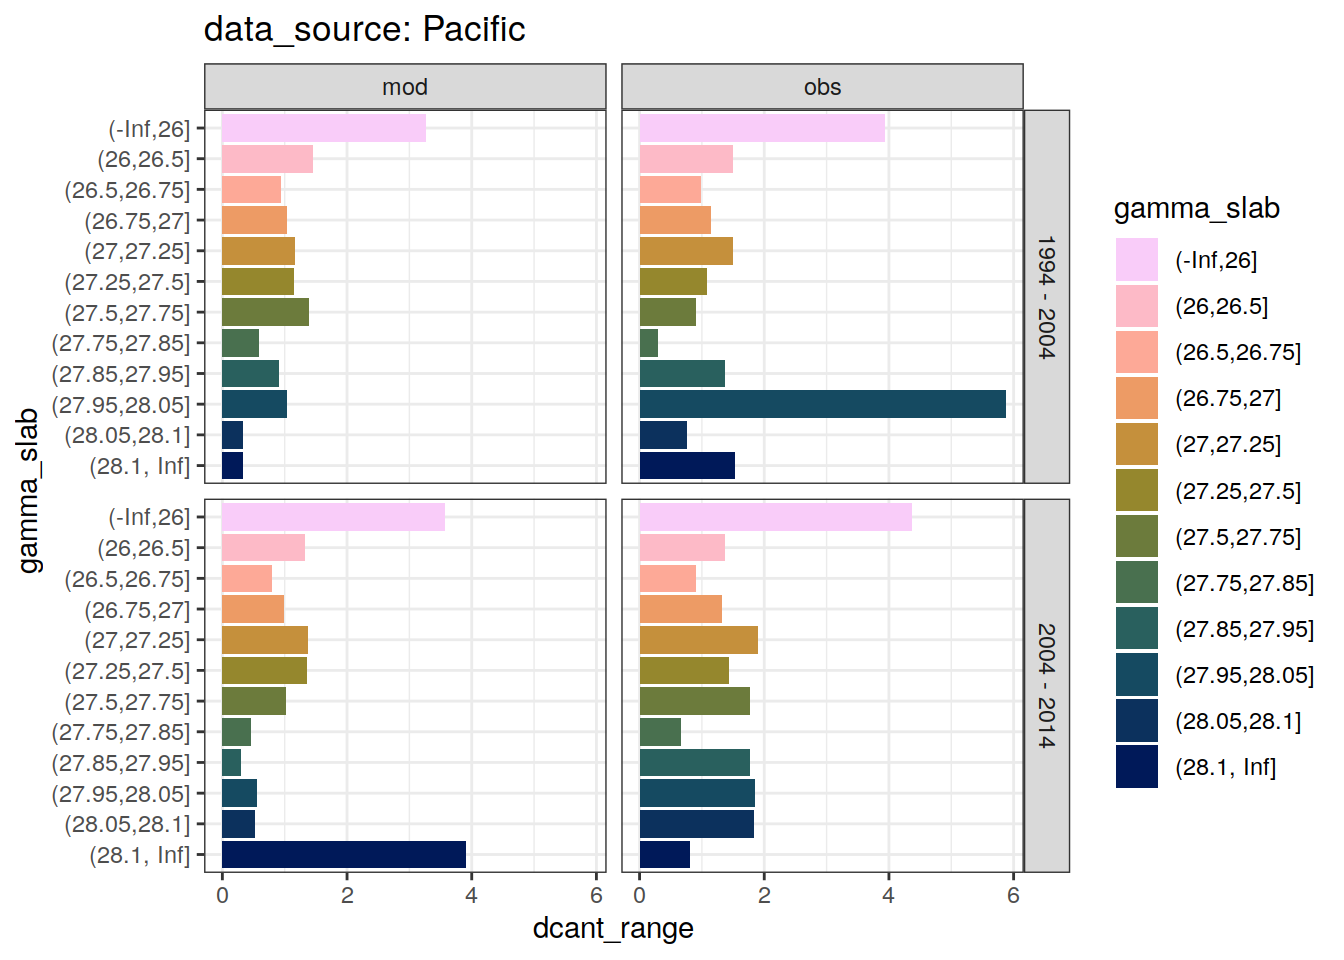 data_source: Pacific
mod
obs
(-Inf,26]
(26,26.5]
(26.5,26.75]
(26.75,27]
(27,27.25]
(27.25,27.5]
(27.5,27.75]
(27.75,27.85]
(27.85,27.95]
(27.95,28.05]
(28.05,28.1]
(28.1, Inf]
1994 - 2004
(-Inf,26]
(26,26.5]
(26.5,26.75]
(26.75,27]
(27,27.25]
(27.25,27.5]
(27.5,27.75]
(27.75,27.85]
(27.85,27.95]
(27.95,28.05]
(28.05,28.1]
(28.1, Inf]
2004 - 2014
gamma_slab
0 2 4 6
0 2 4 6
dcant_range
gamma_slab
(-Inf,26]
(26,26.5]
(26.5,26.75]
(26.75,27]
(27,27.25]
(27.25,27.5]
(27.5,27.75]
(27.75,27.85]
(27.85,27.95]
(27.95,28.05]
(28.05,28.1]
(28.1, Inf]